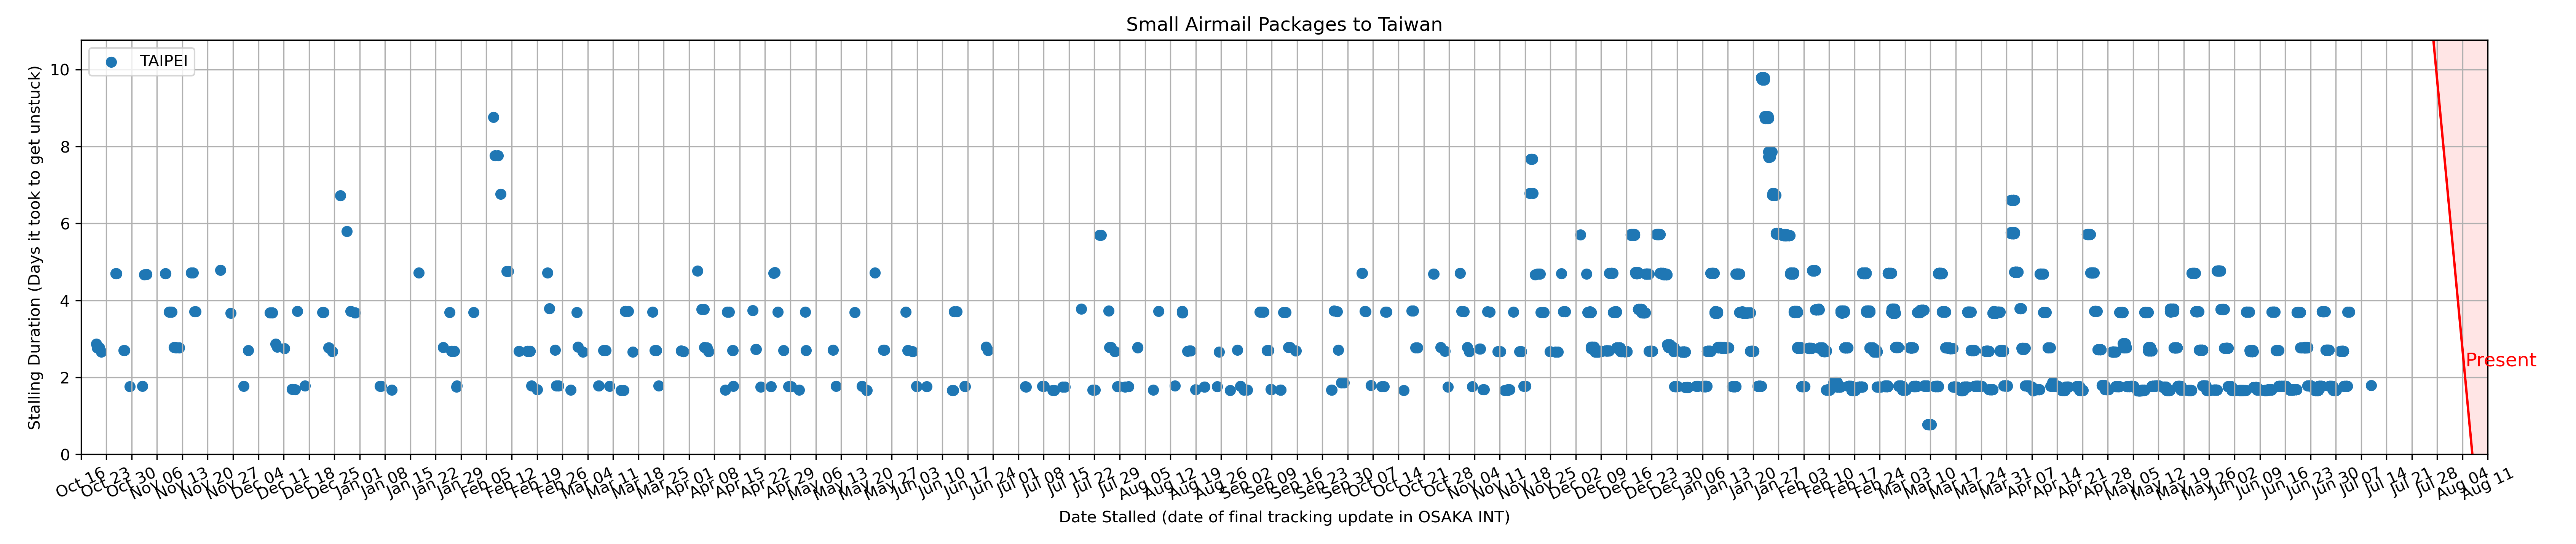 Small Airmail Packages to Taiwan
TAIPEI
Stalling Duration (Days it took to get unstuck)
10
8
6
4
2
0
Present
Oct 16 Oct 23 Oct 30 Nov 06 Nov 13 Nov 20 Nov 27 Dec 04 Dec 11 Dec 18 Dec 25 Jan 01 Jan 08 Jan 15 Jan 22 Jan 29 Feb 05 Feb 12 Feb 19 Feb 26 Mar 04 Mar 11 Mar 18 Mar 25 Apr 01 Apr 08 Apr 15 Apr 22 Apr 29 May 06 May 13 May 20 May 27 Jun 03 Jun 10 Jun 17 Jun 24 Jul 01 Jul 08 Jul 15 Jul 22 Jul 29 Aug 05 Aug 12 Aug 19 Aug 26 Sep 02 Sep 09 Sep 16 Sep 23 Sep 30 Oct 07 Oct 14 Oct 21 Oct 28 Nov 04 Nov 11 Nov 18 Nov 25 Dec 02 Dec 09 Dec 16 Dec 23 Dec 30 Jan 06 Jan 13 Jan 20 Jan 27 Feb 03 Feb 10 Feb 17 Feb 24 Mar 03 Mar 10 Mar 17 Mar 24 Mar 31 Apr 07 Apr 14 Apr 21 Apr 28 May 05 May 12 May 19 May 26 Jun 02 Jun 09 Jun 16 Jun 23 Jun 30 Jul 07 Jul 14 Jul 21 Jul 28 Aug 04 Aug 11
Date Stalled (date of final tracking update in OSAKA INT)